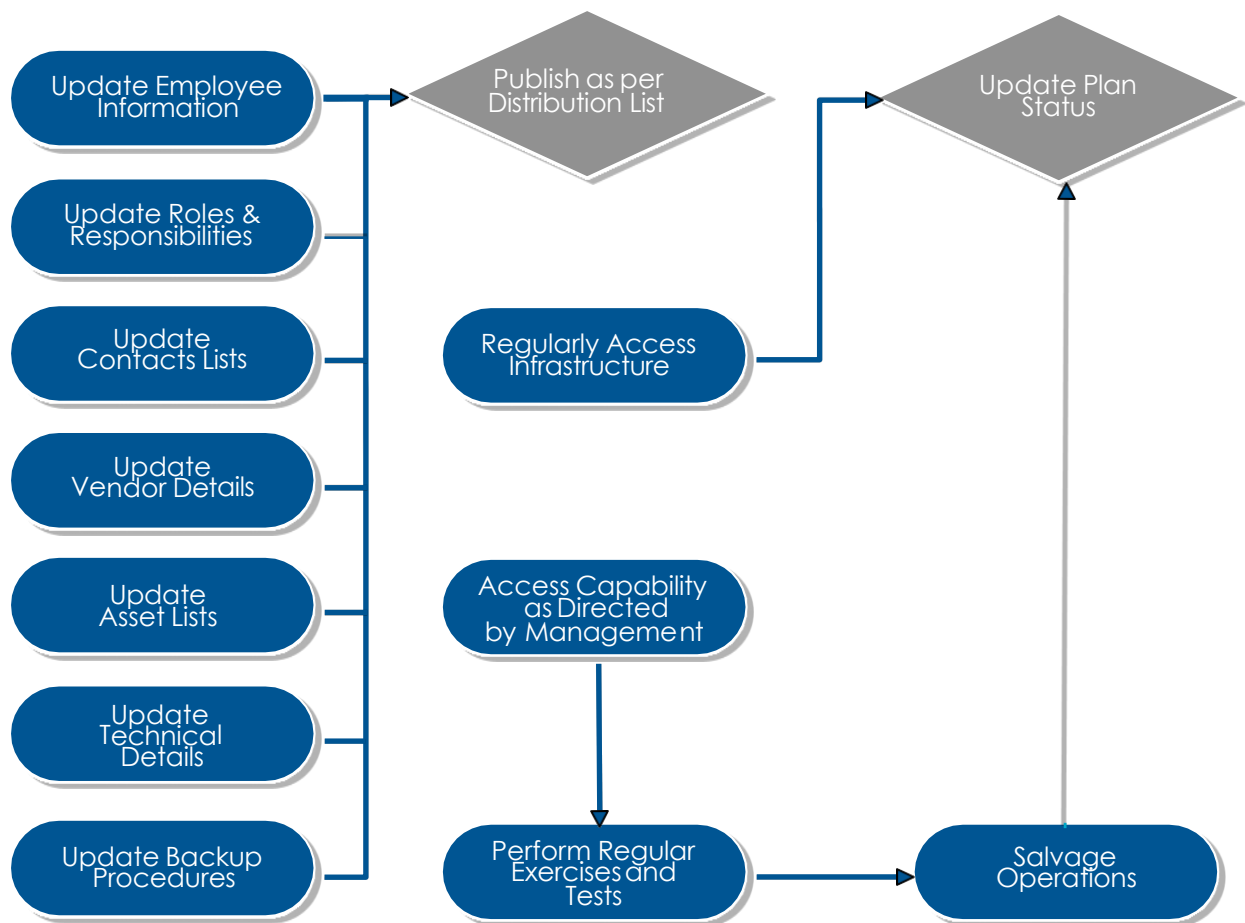 Update Employee
Information
Publish as per
Distribution List
Update Plan
Status
Update Roles &
Responsibilities
Update
Contacts Lists
Regularly Access
Infrastructure
Update
Vendor Details
Update
Asset Lists
Access Capability
as Directed
by Management
Update
Technical
Details
Update Backup
Procedures
Perform Regular
Exercises and
Tests
Salvage
Operations